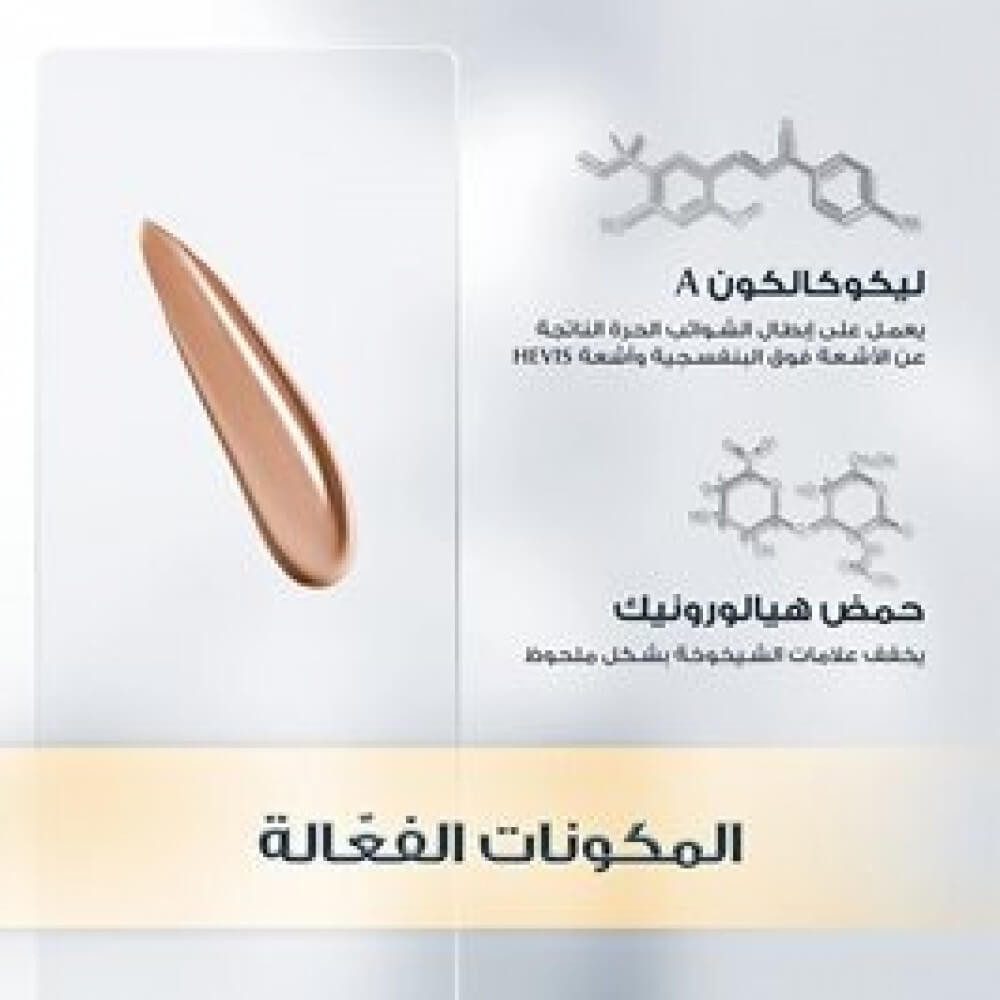 ليكوكالكون A
يعمل على إبطال الشوائب الحرة الناتجة
عن الأشعة فوق البنفسجية وأشعة HEVIS
حمض هيالورونيك
يخفف علامات الشيخوخة بشكل ملحوظ
المكونات الفعّالة